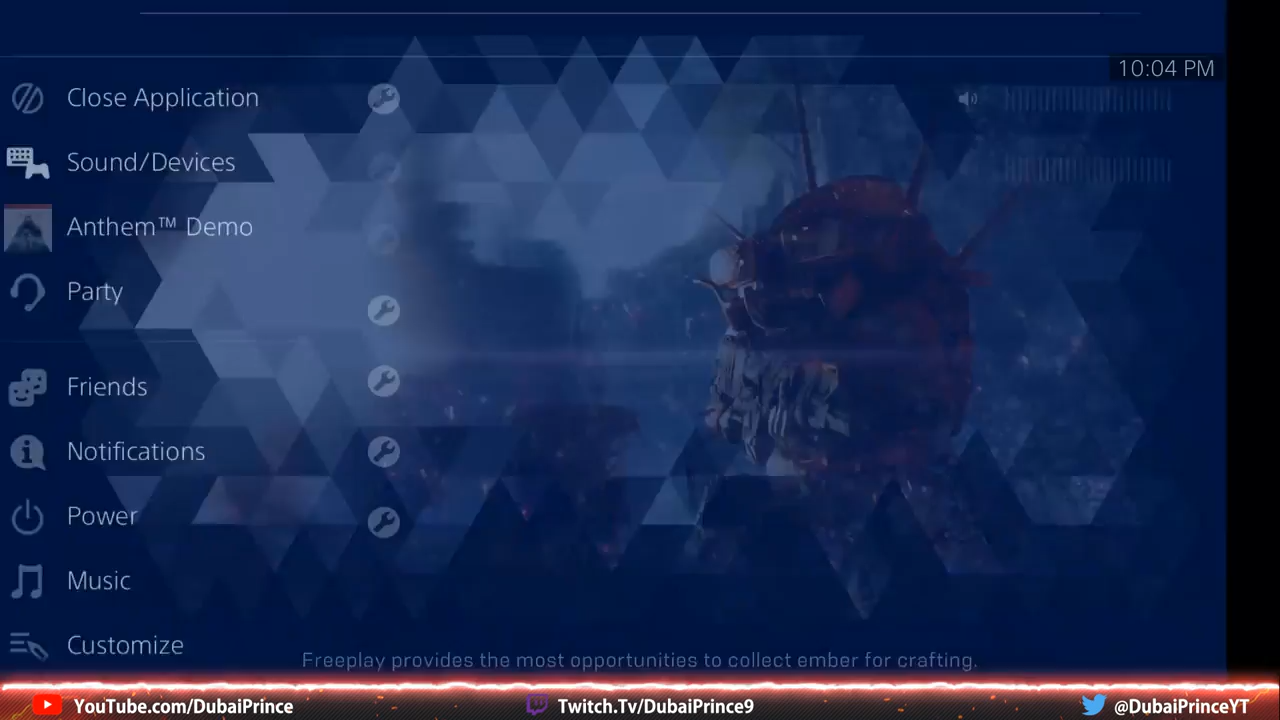 10:04 PM
Close Application
Sound/Devices
Anthem™ Demo
Party
Friends
Notifications
Power
Music
Customize
Freeplay provides the most opportunities to collect ember for crafting.
YouTube.com/DubaiPrince
Twitch.Tv/DubaiPrince9
@DubaiPrinceYT